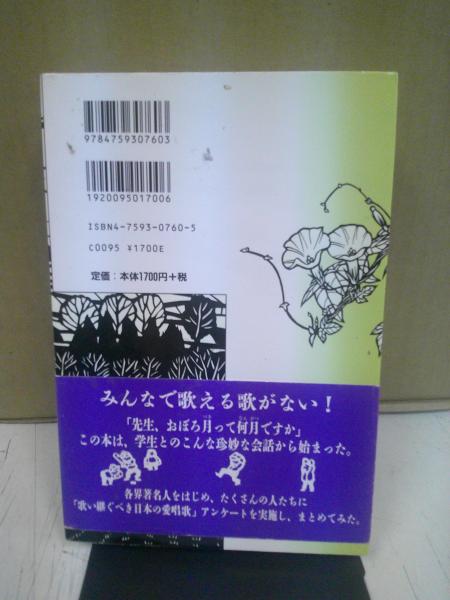 9784759307603
1920095017006
ISBN4-7593-0760-5
C0095 ¥1700E
定価：本体1700円+税
みんなで歌える歌がない！
「先生、おぼろ月って何月ですか」
この本は、学生とのこんな珍妙な会話から始まった。
各界著名人をはじめ、たくさんの人たちに
「歌い継ぐべき日本の愛唱歌」アンケートを実施し、まとめてみた。